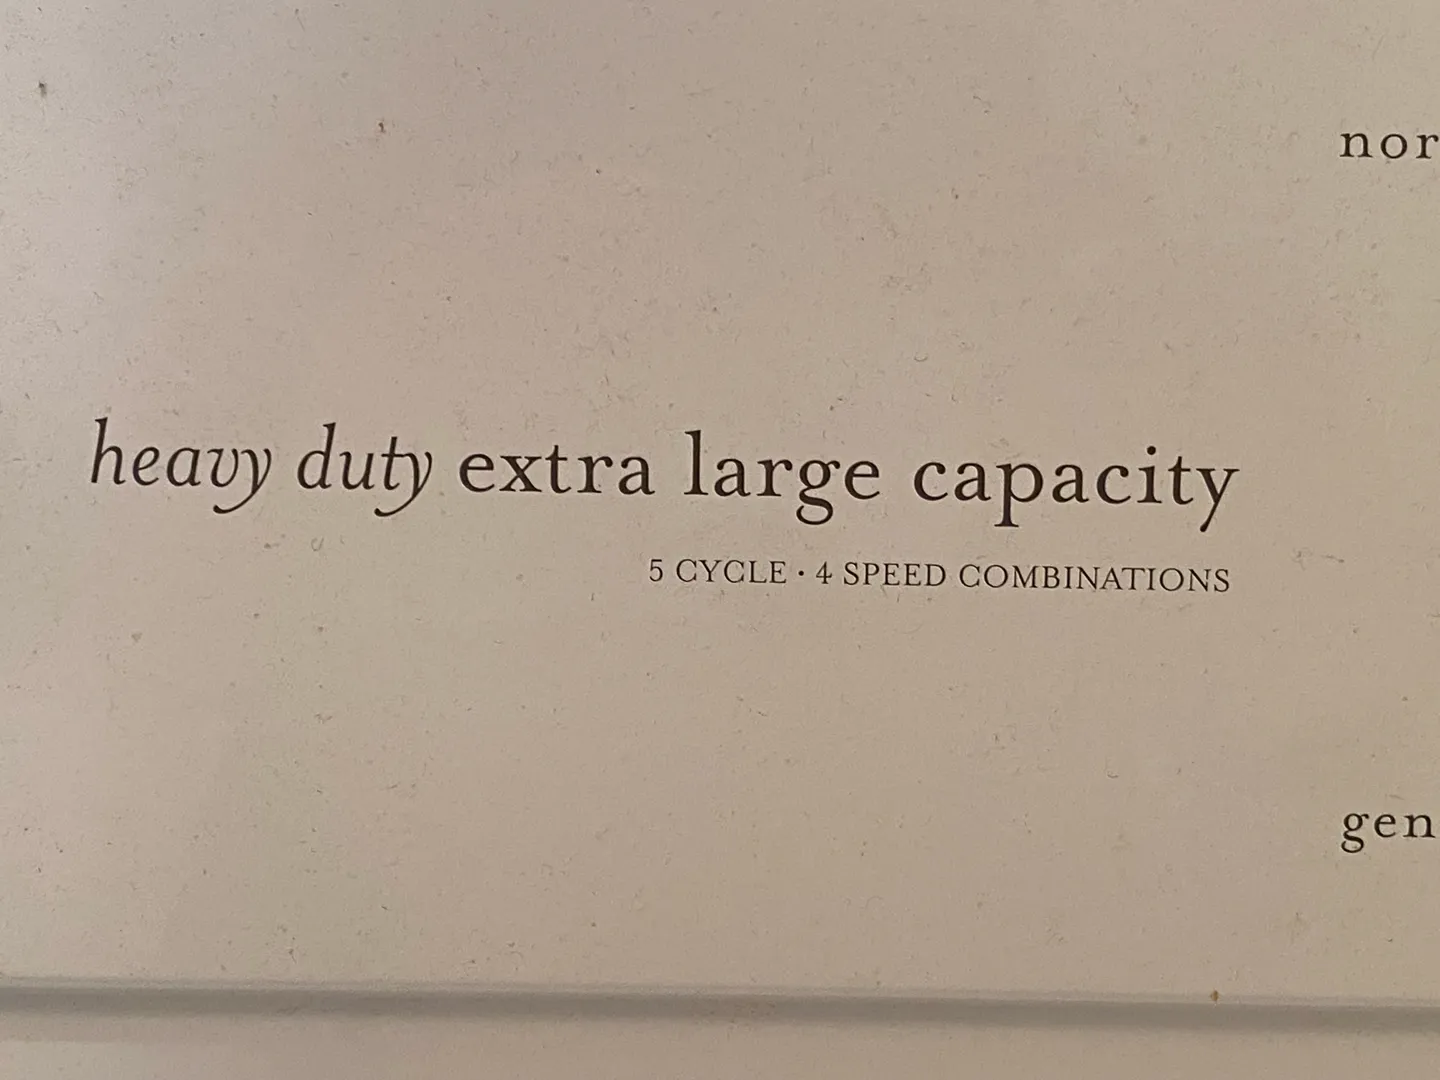 nor
heavy duty extra large capacity
5 CYCLE · 4 SPEED COMBINATIONS
gen